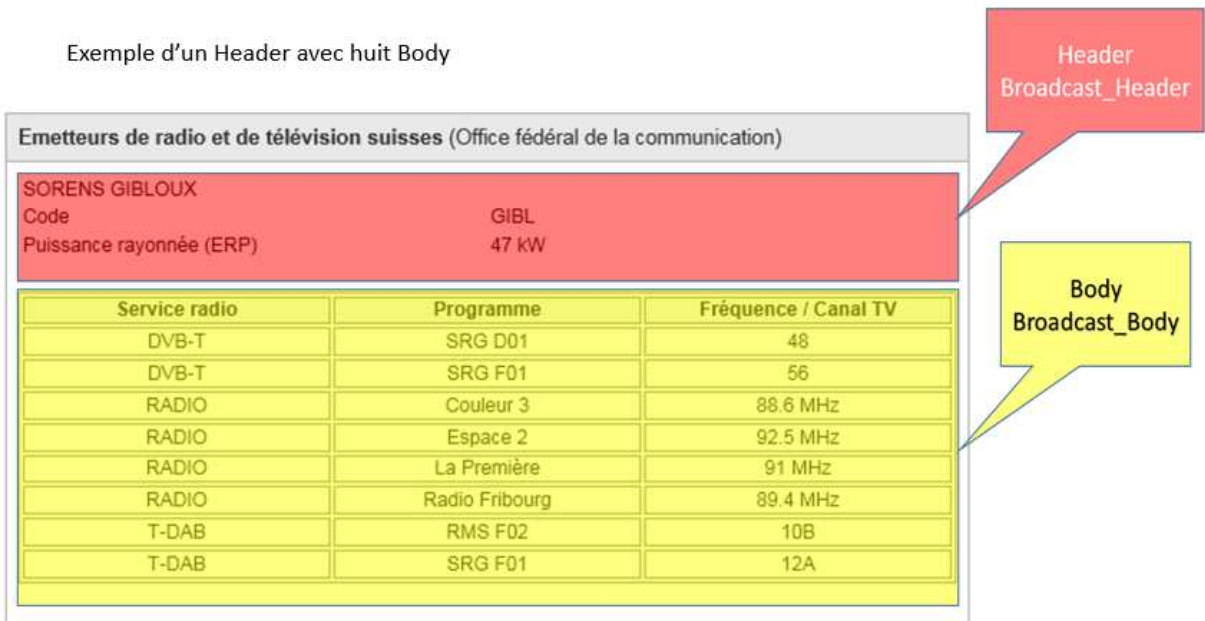 Exemple d'un Header avec huit Body
Header
Broadcast_Header
Emetteurs de radio et de télévision suisses (Office fédéral de la communication)
SORENS GIBLOUX
Code GIBL
Puissance rayonnée (ERP) 47 kW
Body
Broadcast_Body
Service radio Programme Fréquence / Canal TV
DVB-T SRG D01 48
DVB-T SRG F01 56
RADIO Couleur 3 88.6 MHz
RADIO Espace 2 92.5 MHz
RADIO La Première 91 MHz
RADIO Radio Fribourg 89.4 MHz
T-DAB RMS F02 10B
T-DAB SRG F01 12A